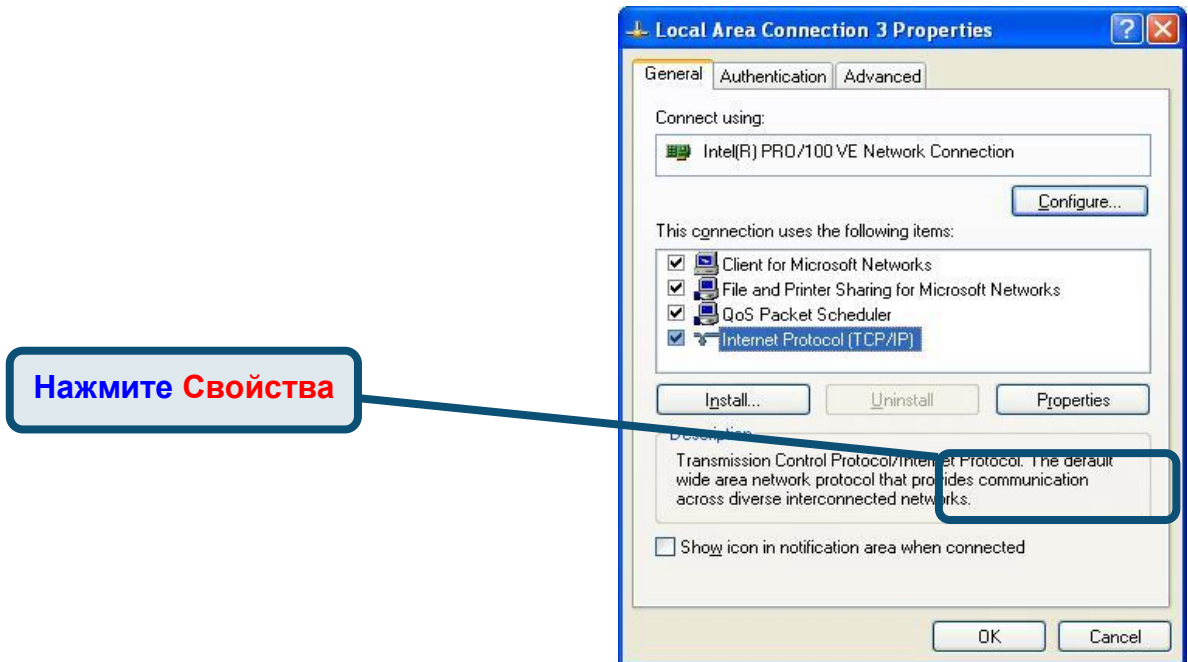 Local Area Connection 3 Properties
General Authentication Advanced
Connect using:
Intel(R) PRO/100 VE Network Connection
Configure...
This connection uses the following items:
Client for Microsoft Networks
File and Printer Sharing for Microsoft Networks
QoS Packet Scheduler
Internet Protocol (TCP/IP)
Нажмите Свойства
Install... Uninstall Properties
Description
Transmission Control Protocol/Internet Protocol. The default
wide area network protocol that provides communication
across diverse interconnected networks.
Show icon in notification area when connected
OK Cancel